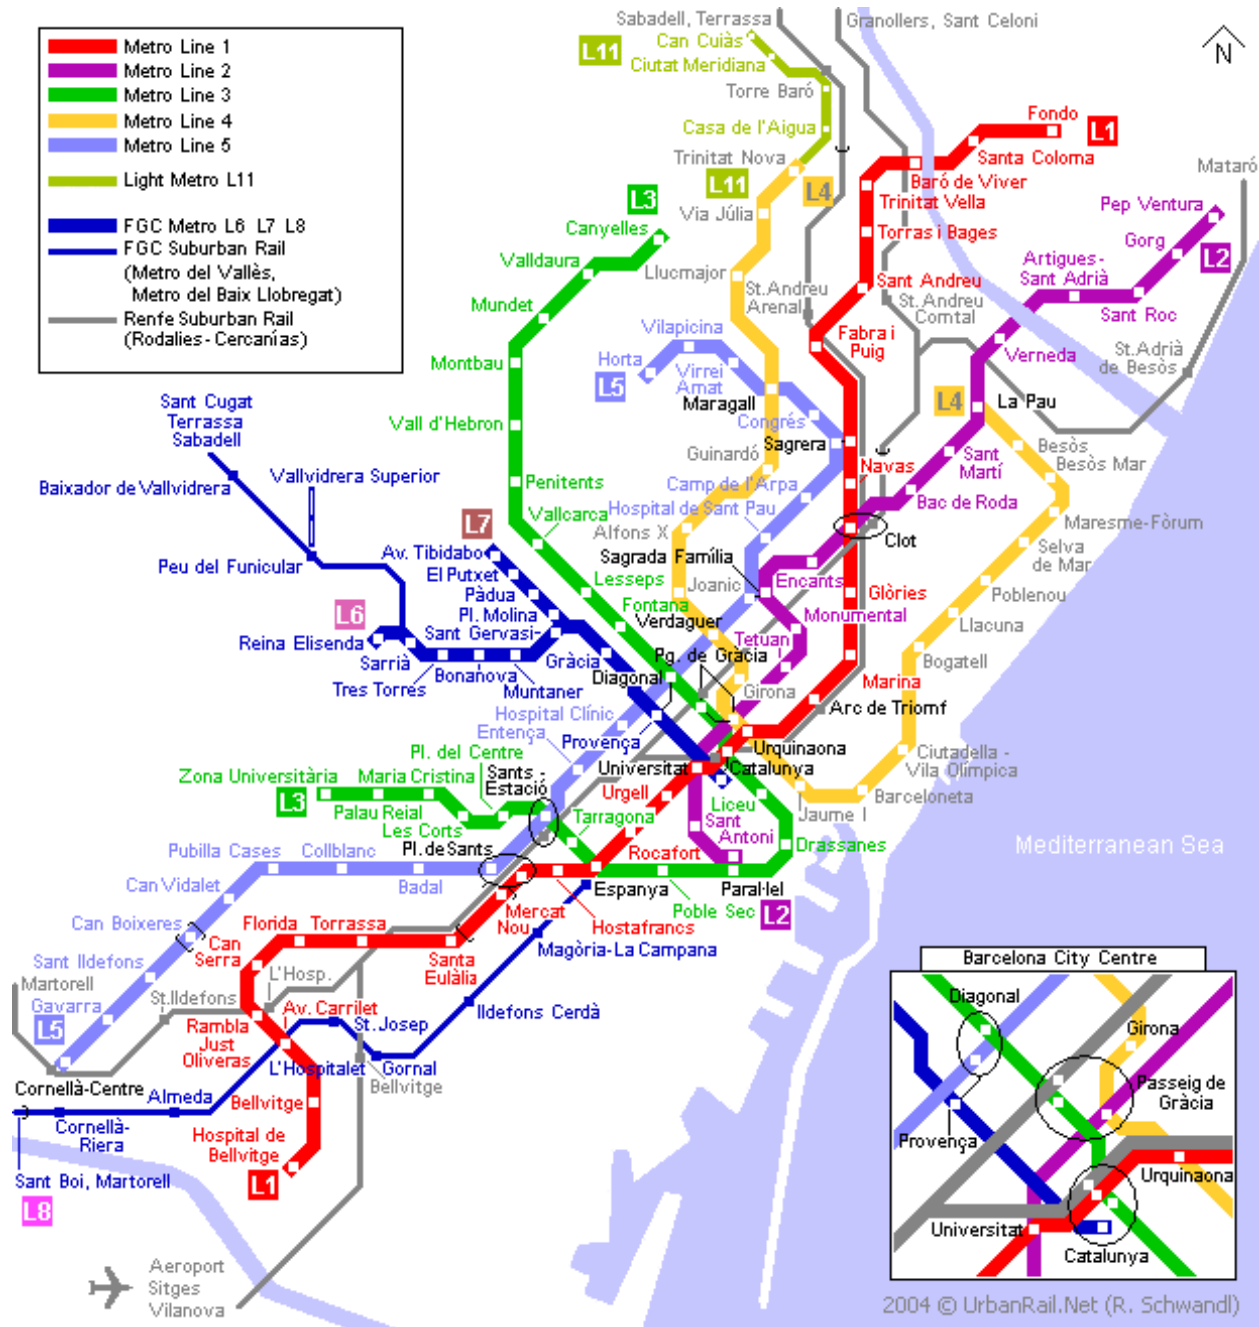 Metro Line 1
Metro Line 2
Metro Line 3
Metro Line 4
Metro Line 5
Light Metro L11
FGC Metro L6 L7 L8
FGC Suburban Rail
(Metro del Vallès,
Metro del Baix Llobregat)
Renfe Suburban Rail
(Rodalies-Cercanías)
Sabadell, Terrassa
Granollers, Sant Celoni
N
L11
Can Cuiàs
Ciutat Meridiana
Torre Baró
Casa de l'Aigua
Trinitat Nova
L11
L4
Via Júlia
Llucmajor
St.Andreu
Arenal
Fondo
L1
Santa Coloma
Baró de Viver
Trinitat Vella
Torras i Bages
Sant Andreu
St.Andreu
Comtal
Fabra i
Puig
Mataró
Pep Ventura
Gorg
L2
Artigues-
Sant Adrià
Sant Roc
Verneda
St.Adrià
de Besòs
L3
Canyelles
Valldaura
Mundet
Montbau
Vall d'Hebron
Penitents
Vallcarca
Lesseps
Fontana
Vilapicina
Horta
L5
Virrei
Amat
Maragall
Congrés
Sagrera
Guinardó
Camp de l'Arpa
Hospital de Sant Pau
Alfons X
Sagrada Família
Joanic
Verdaguer
Navas
L4
La Pau
Besòs
Besòs Mar
Sant
Martí
Bac de Roda
Maresme-Fòrum
Clot
Selva
de Mar
Poblenou
Llacuna
Bogatell
Encants
Glòries
Monumental
Tetuan
Pg. de Gràcia
Girona
Marina
Arc de Triomf
Ciutadella -
Vila Olímpica
Barceloneta
Jaume I
Urquinaona
Catalunya
Universitat
Urgell
Liceu
Sant
Antoni
Drassanes
Rocafort
Espanya
Paral·lel
Poble Sec
L2
Sant Cugat
Terrassa
Sabadell
Baixador de Vallvidrera
Vallvidrera Superior
Peu del Funicular
L7
Av. Tibidabo
El Putxet
Pàdua
Pl. Molina
L6
Reina Elisenda
Sant Gervasi-
Sarrià
Tres Torres
Bonanova
Muntaner
Gràcia
Diagonal
Hospital Clínic
Provença
Entença
Pl. del Centre
Sants -
Estació
Zona Universitària
Maria Cristina
L3
Palau Reial
Les Corts
Tarragona
Pl. de Sants
Pubilla Cases
Collblanc
Badal
Can Vidalet
Can Boixeres
Sant Ildefons
Gavarra
L5
Martorell
Cornellà-Centre
Florida
Torrassa
Can
Serra
Mercat
Nou
Hostafrancs
Magòria-La Campana
Santa
Eulàlia
Ildefons Cerdà
L'Hosp.
St.Ildefons
Av. Carrilet
Rambla
Just
Oliveras
St.Josep
L'Hospitalet
Gornal
Bellvitge
Almeda
Bellvitge
Cornellà-
Riera
Hospital de
Bellvitge
L1
Sant Boi, Martorell
L8
Aeroport
Sitges
Vilanova
Mediterranean Sea
Barcelona City Centre
Diagonal
Girona
Passeig de
Gràcia
Provença
Urquinaona
Universitat
Catalunya
2004 © UrbanRail.Net (R. Schwandl)